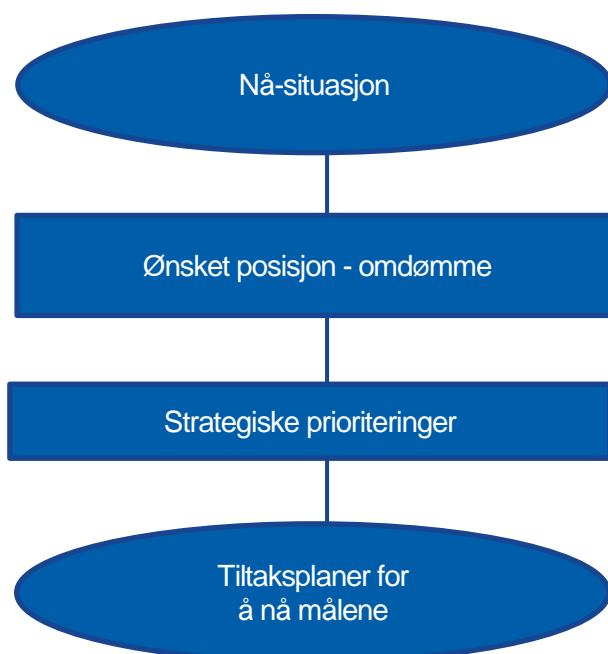 Nå-situasjon
Ønsket posisjon - omdømme
Strategiske prioriteringer
Tiltaksplaner for
å nå målene